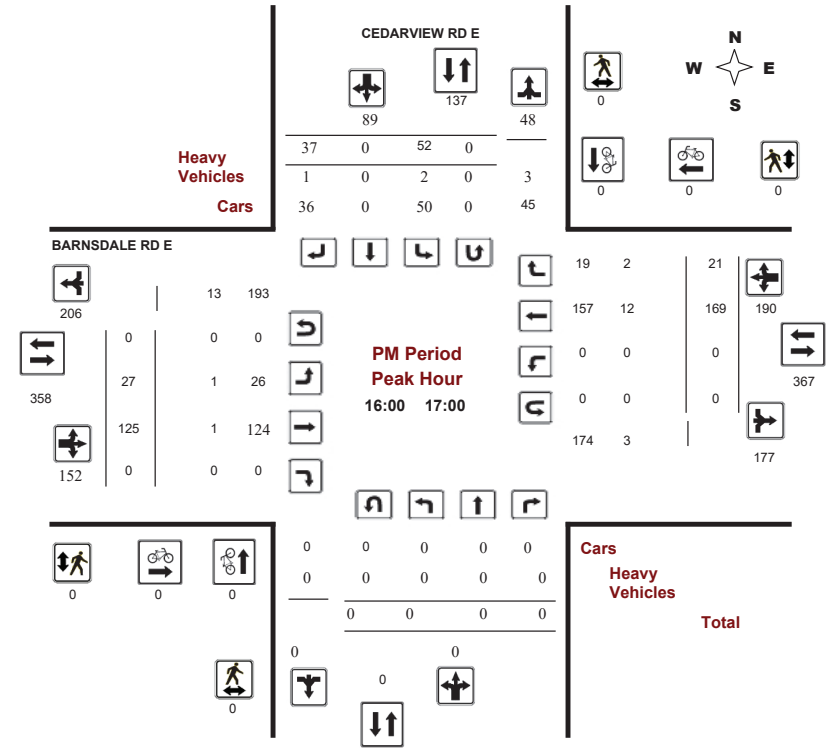 CEDARVIEW RD E
N
W E
S
137
0
89 48
37 0 52 0
Heavy
Vehicles
1 0 2 0 3
Cars
36 0 50 0 45
0 0 0
BARNSDALE RD E
19 2 21
206
13 193
157 12 169 190
0 0 0
PM Period
Peak Hour
16:00 17:00
0 0 0
358
27 1 26
367
0 0 0
125 1 124
174 3
177
152
0 0 0
0 0 0 0 0
Cars
0 0 0 0 0
Heavy
Vehicles
0 0 0
0 0 0 0
Total
0 0
0
0